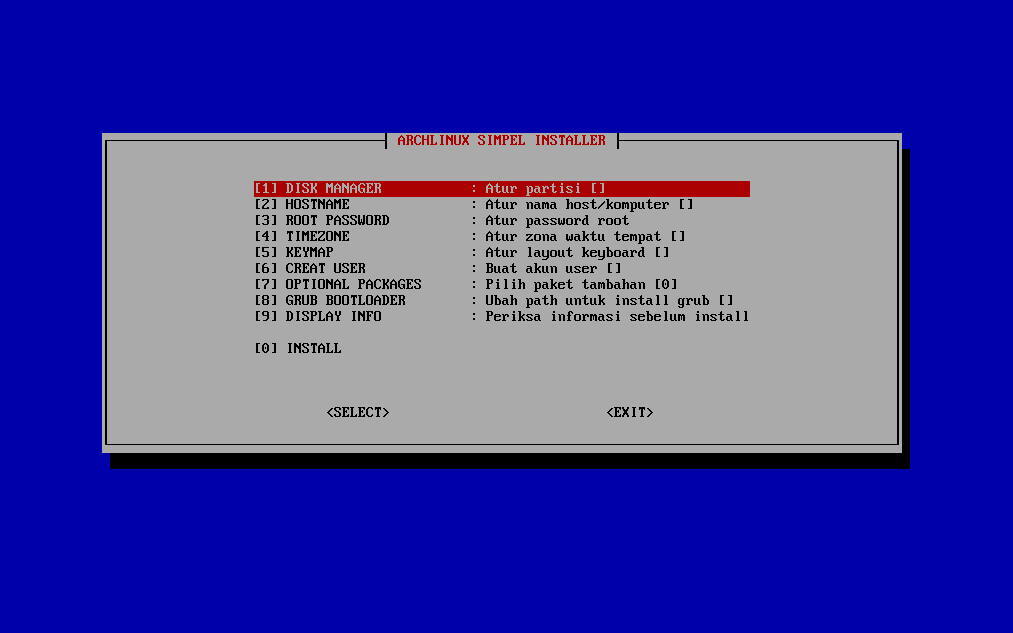 ARCHLINUX SIMPEL INSTALLER
[1] DISK MANAGER : Atur partisi []
[2] HOSTNAME : Atur nama host/komputer []
[3] ROOT PASSWORD : Atur password root
[4] TIMEZONE : Atur zona waktu tempat []
[5] KEYMAP : Atur layout keyboard []
[6] CREAT USER : Buat akun user []
[7] OPTIONAL PACKAGES : Pilih paket tambahan [0]
[8] GRUB BOOTLOADER : Ubah path untuk install grub []
[9] DISPLAY INFO : Periksa informasi sebelum install
[0] INSTALL
<SELECT> <EXIT>